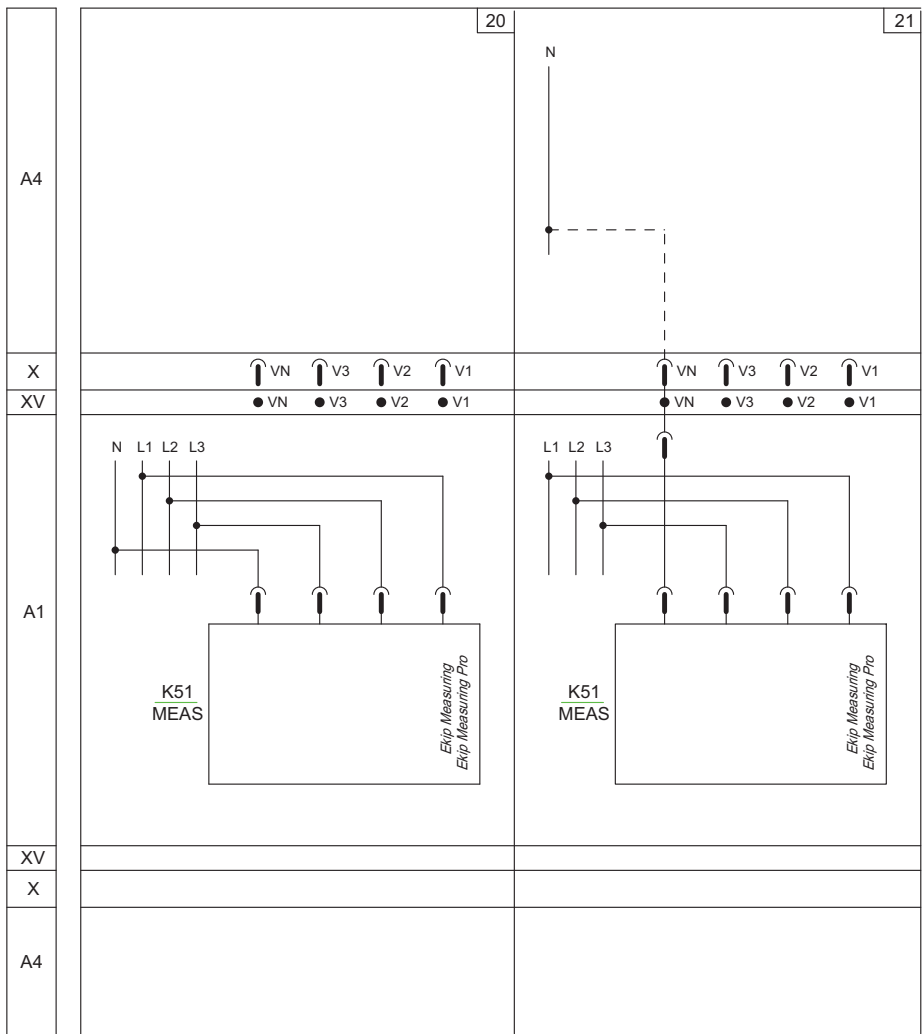 20
21
N
A4
X
VN V3 V2 V1
VN V3 V2 V1
XV
VN V3 V2 V1
VN V3 V2 V1
N L1 L2 L3
L1 L2 L3
A1
K51
MEAS
Ekip Measuring
Ekip Measuring Pro
K51
MEAS
Ekip Measuring
Ekip Measuring Pro
XV
X
A4